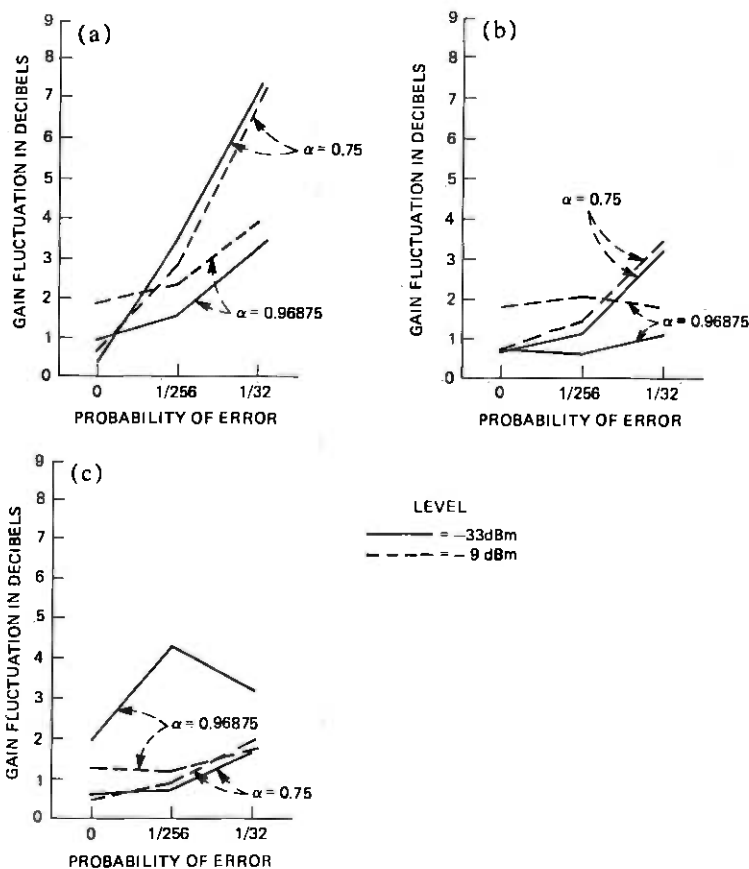 (a)
GAIN FLUCTUATION IN DECIBELS
9
8
7
6
5
4
3
2
1
0
α = 0.75
α = 0.96875
0 1/256 1/32
PROBABILITY OF ERROR
(b)
GAIN FLUCTUATION IN DECIBELS
9
8
7
6
5
4
3
2
1
0
α = 0.75
α = 0.96875
0 1/256 1/32
PROBABILITY OF ERROR
(c)
GAIN FLUCTUATION IN DECIBELS
9
8
7
6
5
4
3
2
1
0
α = 0.96875
α = 0.75
0 1/256 1/32
PROBABILITY OF ERROR
LEVEL
= −33dBm
= −9 dBm